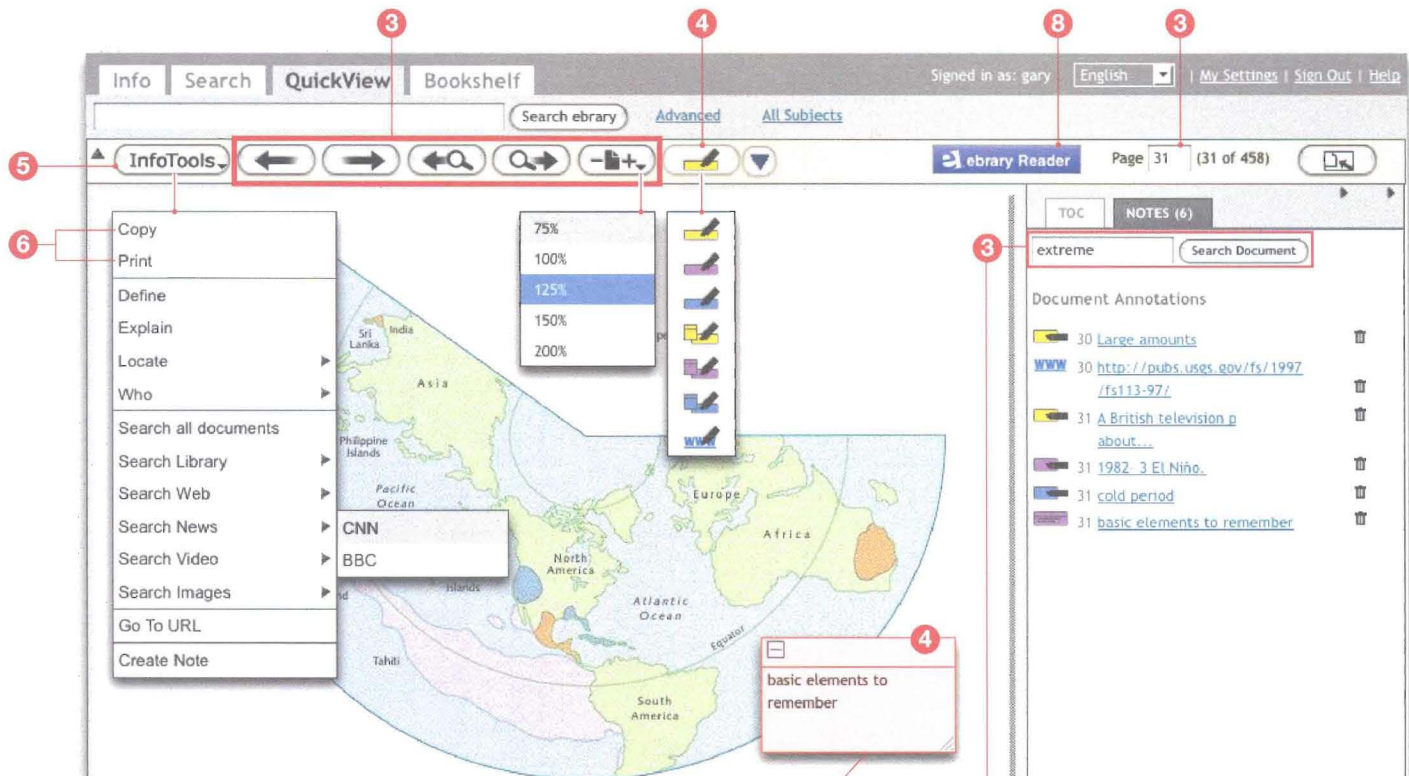 3 4 8 3
Info Search QuickView Bookshelf Signed in as: gary English | My Settings | Sign Out | Help
Search ebrary Advanced All Subjects
5 InfoTools ebrary Reader Page 31 (31 of 458)
TOC NOTES (6)
6 Copy
Print
Define
Explain
Locate
Who
Search all documents
Search Library
Search Web
Search News
Search Video
Search Images
Go To URL
Create Note
CNN
BBC
75%
100%
125%
150%
200%
www
Sri
Lanka
India
Asia
Philippine
Islands
Pacific
Ocean
Islands
Tahiti
North
America
Atlantic
Ocean
Europe
Africa
Equator
South
America
4
basic elements to
remember
3 extreme Search Document
Document Annotations
30 Large amounts
WWW 30 http://pubs.usgs.gov/fs/1997
/fs113-97/
31 A British television p
about...
31 1982- 3 El Niño.
31 cold period
31 basic elements to remember